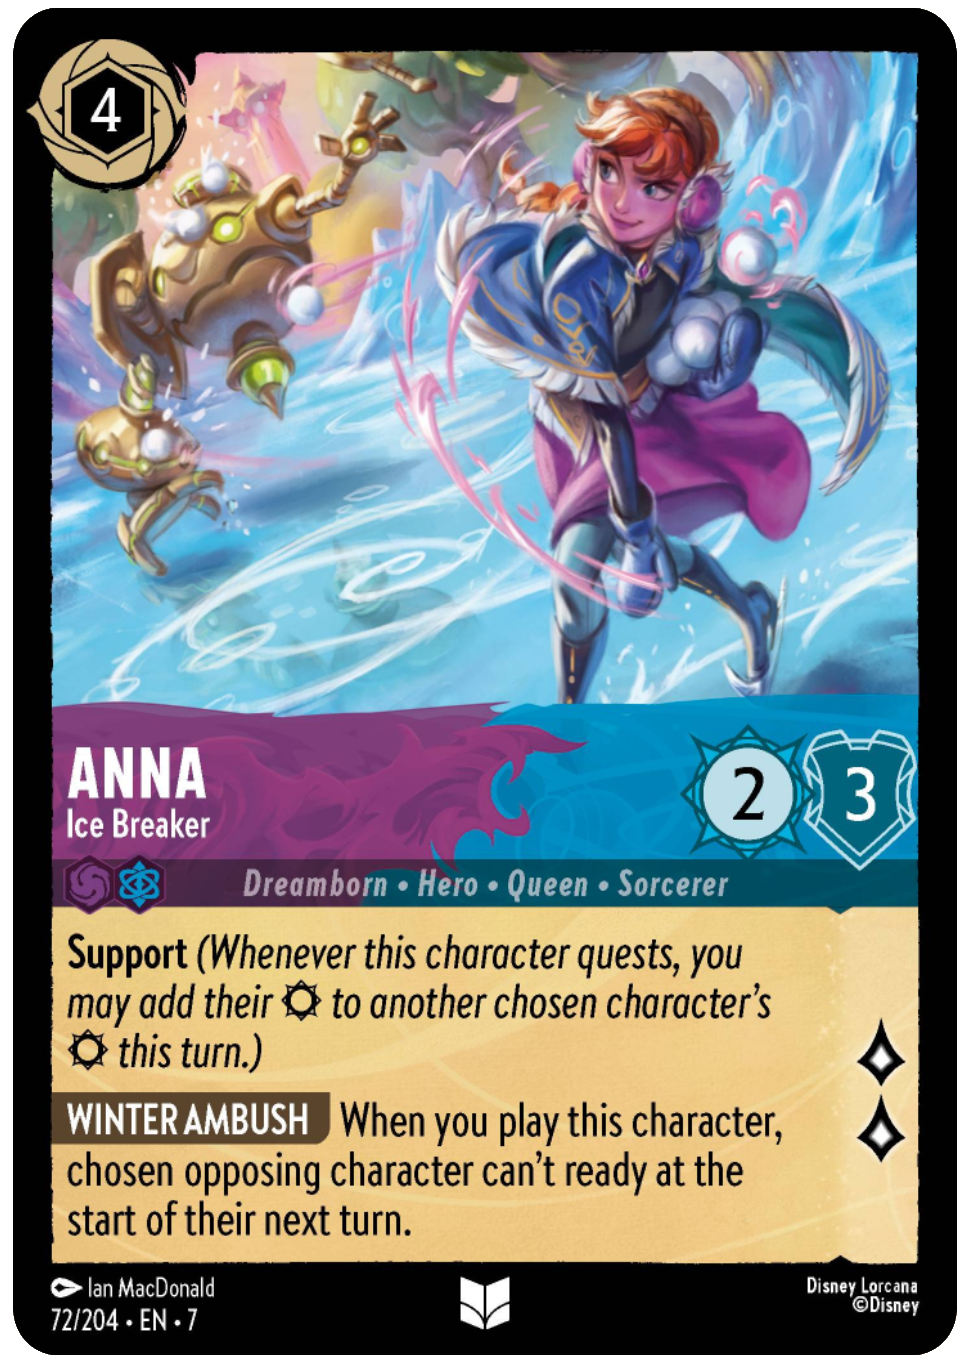 4
ANNA
Ice Breaker
2 3
Dreamborn • Hero • Queen • Sorcerer
Support (Whenever this character quests, you
may add their ⛭ to another chosen character’s
⛭ this turn.)
WINTER AMBUSH When you play this character,
chosen opposing character can’t ready at the
start of their next turn.
Ian MacDonald
Disney Lorcana
72/204 • EN • 7
©Disney